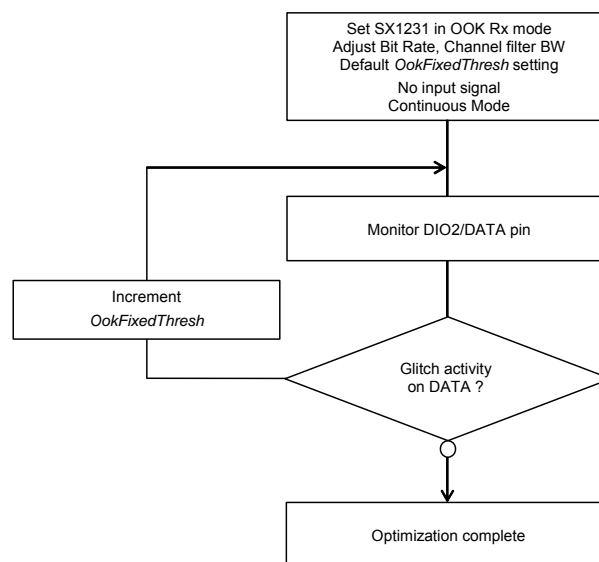 Set SX1231 in OOK Rx mode
Adjust Bit Rate, Channel filter BW
Default OokFixedThresh setting
No input signal
Continuous Mode
Monitor DIO2/DATA pin
Increment
OokFixedThresh
Glitch activity
on DATA ?
Optimization complete